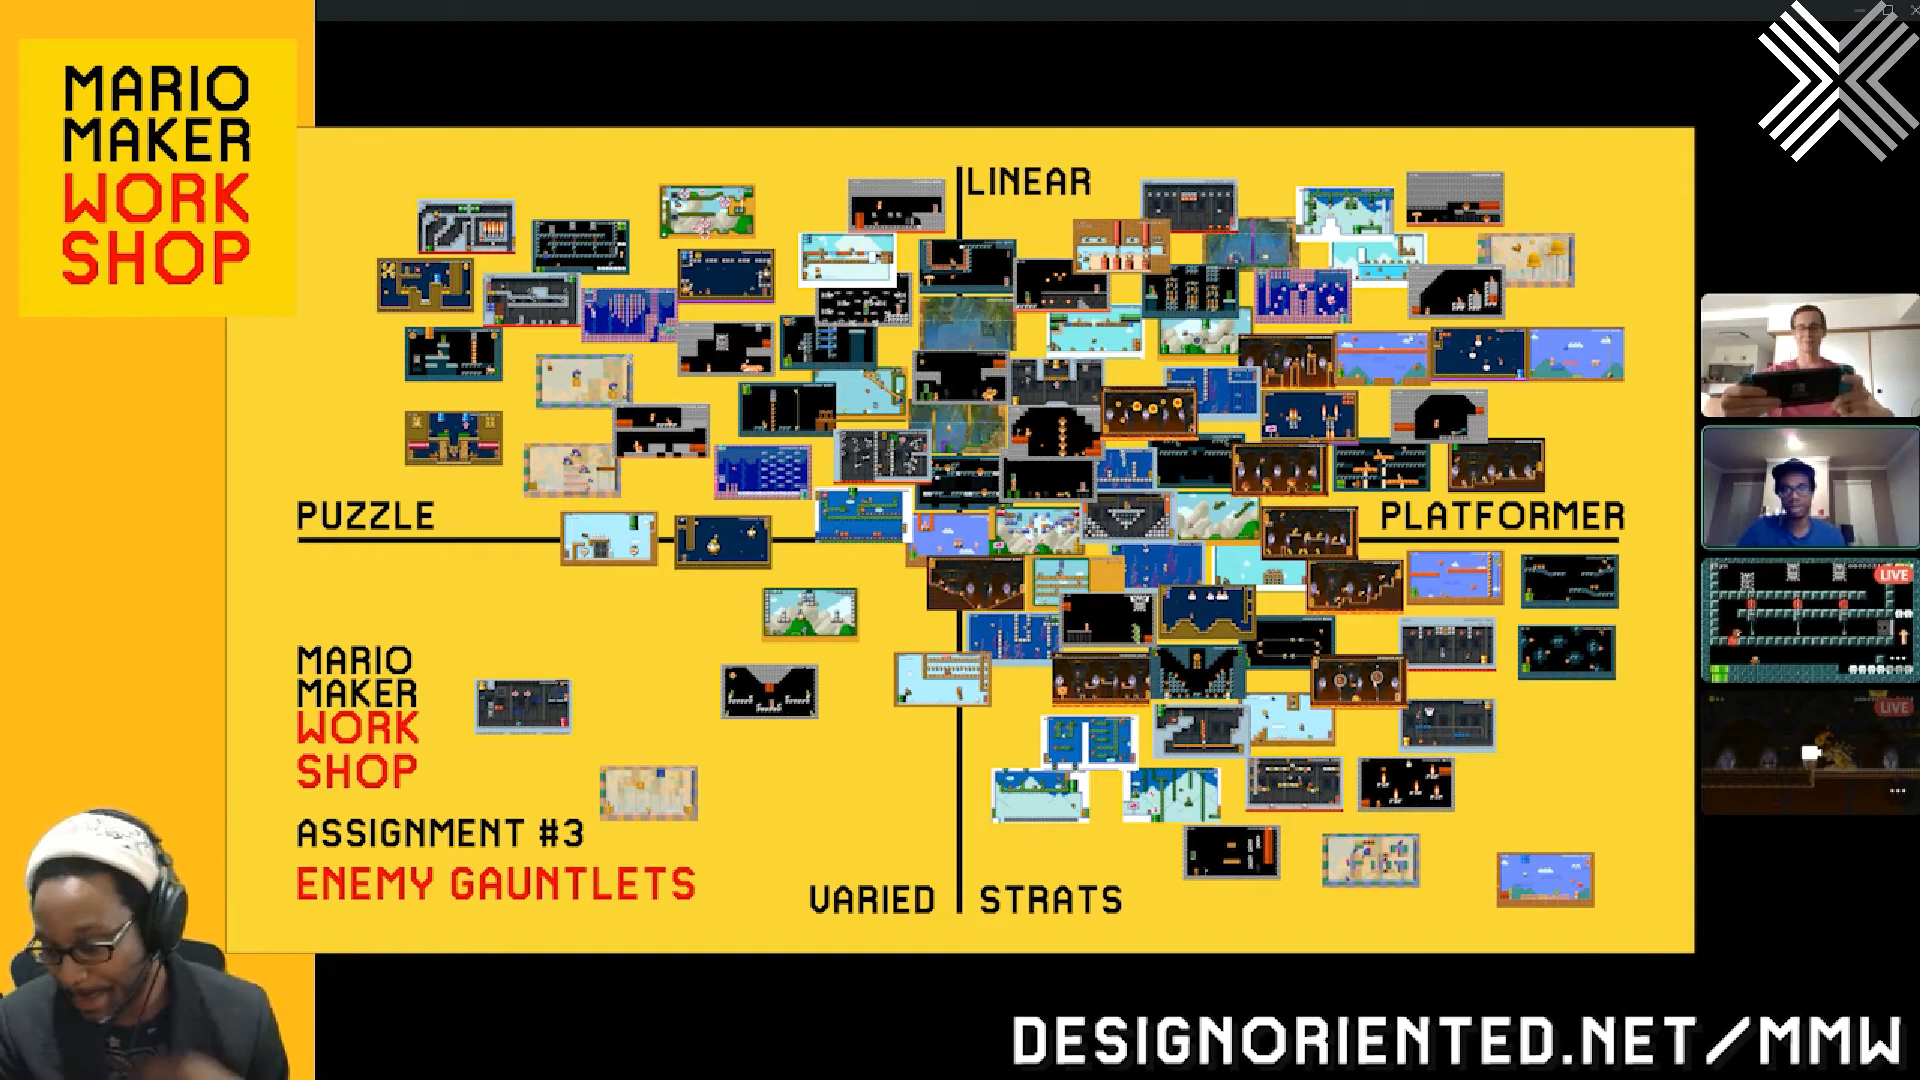 MARIO
MAKER
WORK
SHOP
LINEAR
PUZZLE
PLATFORMER
MARIO
MAKER
WORK
SHOP
ASSIGNMENT #3
ENEMY GAUNTLETS
VARIED STRATS
LIVE
LIVE
DESIGNORIENTED.NET/MMW